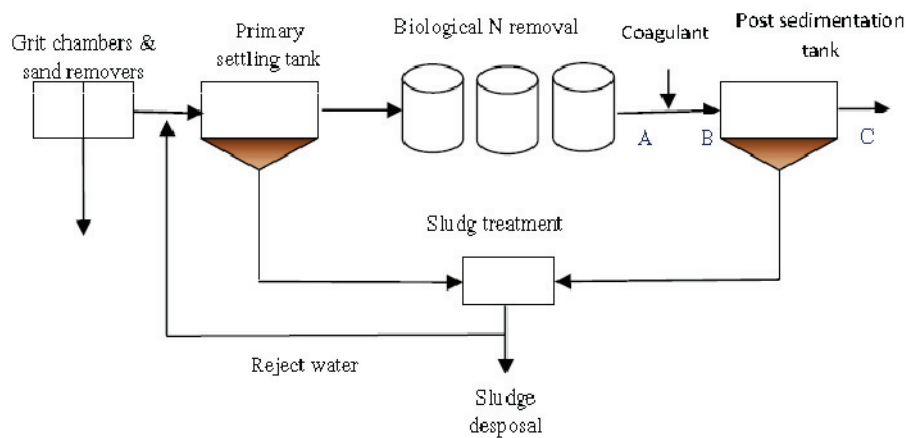 Grit chambers &
sand removers
Primary
settling tank
Biological N removal
Coagulant
Post sedimentation
tank
A
B
C
Sludg treatment
Reject water
Sludge
desposal